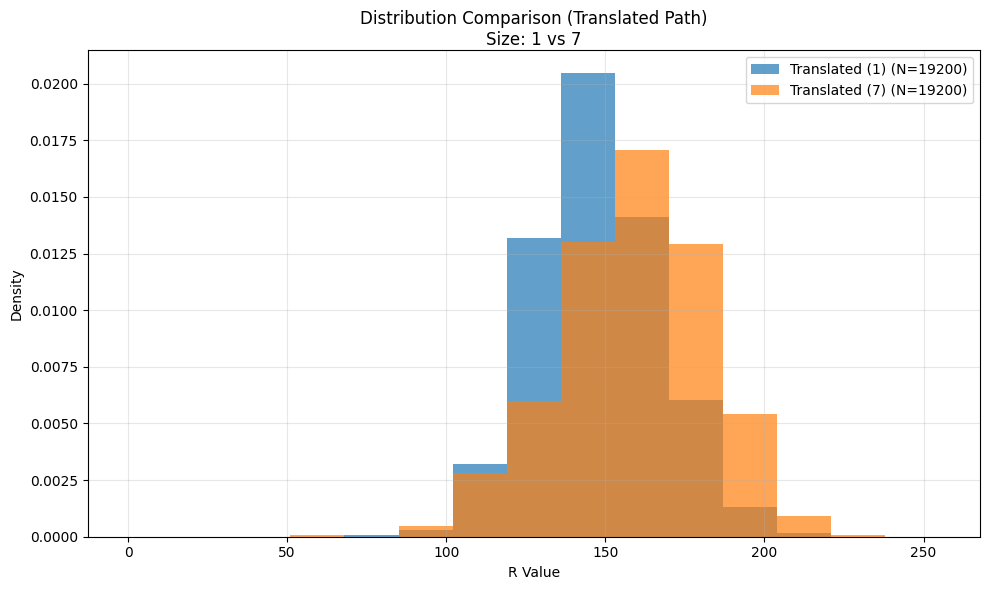 Distribution Comparison (Translated Path)
Size: 1 vs 7
Translated (1) (N=19200)
Translated (7) (N=19200)
Density
0.0200
0.0175
0.0150
0.0125
0.0100
0.0075
0.0050
0.0025
0.0000
0 50 100 150 200 250
R Value